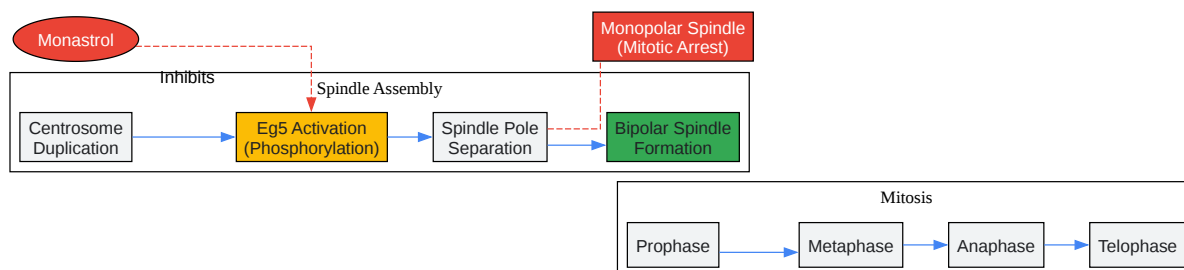 Monastrol
Monopolar Spindle
(Mitotic Arrest)
Inhibits
Spindle Assembly
Centrosome
Duplication
Eg5 Activation
(Phosphorylation)
Spindle Pole
Separation
Bipolar Spindle
Formation
Mitosis
Prophase
Metaphase
Anaphase
Telophase